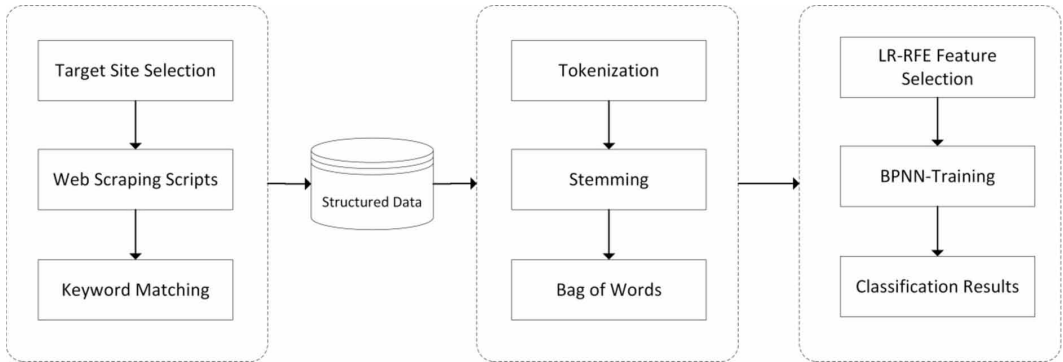 Target Site Selection
Web Scraping Scripts
Keyword Matching
Structured Data
Tokenization
Stemming
Bag of Words
LR-RFE Feature
Selection
BPNN-Training
Classification Results